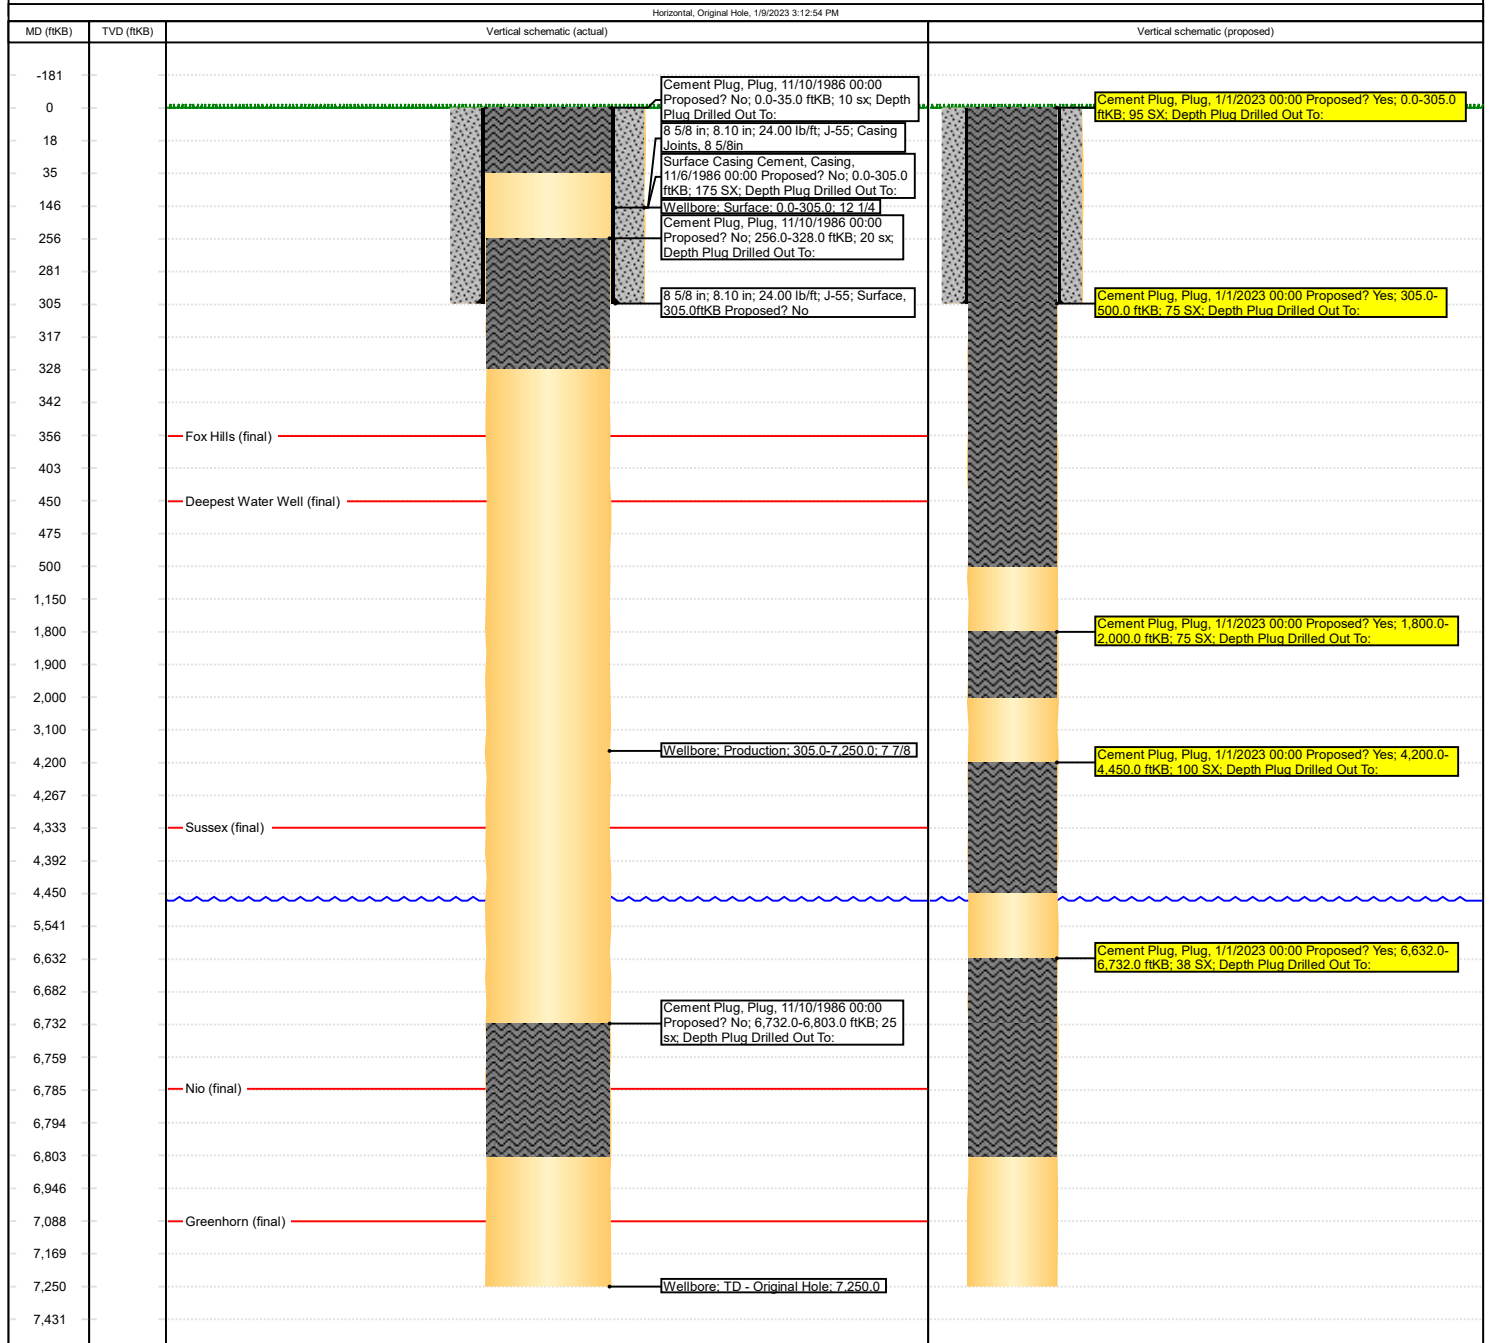 Horizontal, Original Hole, 1/9/2023 3:12:54 PM
MD (ftKB)
TVD (ftKB)
Vertical schematic (actual)
Vertical schematic (proposed)
-181
0
18
35
146
256
281
305
317
328
342
356
403
450
475
500
1,150
1,800
1,900
2,000
3,100
4,200
4,267
4,333
4,392
4,450
5,541
6,632
6,682
6,732
6,759
6,785
6,794
6,803
6,946
7,088
7,169
7,250
7,431
Fox Hills (final)
Deepest Water Well (final)
Sussex (final)
Nio (final)
Greenhorn (final)
Cement Plug, Plug, 11/10/1986 00:00
Proposed? No; 0.0-35.0 ftKB; 10 sx; Depth
Plug Drilled Out To:
8 5/8 in; 8.10 in; 24.00 lb/ft; J-55; Casing
Joints, 8 5/8in
Surface Casing Cement, Casing,
11/6/1986 00:00 Proposed? No; 0.0-305.0
ftKB; 175 SX; Depth Plug Drilled Out To:
Wellbore; Surface; 0.0-305.0; 12 1/4
Cement Plug, Plug, 11/10/1986 00:00
Proposed? No; 256.0-328.0 ftKB; 20 sx;
Depth Plug Drilled Out To:
8 5/8 in; 8.10 in; 24.00 lb/ft; J-55; Surface,
305.0ftKB Proposed? No
Wellbore; Production; 305.0-7,250.0; 7 7/8
Cement Plug, Plug, 11/10/1986 00:00
Proposed? No; 6,732.0-6,803.0 ftKB; 25
sx; Depth Plug Drilled Out To:
Wellbore; TD - Original Hole; 7,250.0
Cement Plug, Plug, 1/1/2023 00:00 Proposed? Yes; 0.0-305.0
ftKB; 95 SX; Depth Plug Drilled Out To:
Cement Plug, Plug, 1/1/2023 00:00 Proposed? Yes; 305.0-
500.0 ftKB; 75 SX; Depth Plug Drilled Out To:
Cement Plug, Plug, 1/1/2023 00:00 Proposed? Yes; 1,800.0-
2,000.0 ftKB; 75 SX; Depth Plug Drilled Out To:
Cement Plug, Plug, 1/1/2023 00:00 Proposed? Yes; 4,200.0-
4,450.0 ftKB; 100 SX; Depth Plug Drilled Out To:
Cement Plug, Plug, 1/1/2023 00:00 Proposed? Yes; 6,632.0-
6,732.0 ftKB; 38 SX; Depth Plug Drilled Out To: